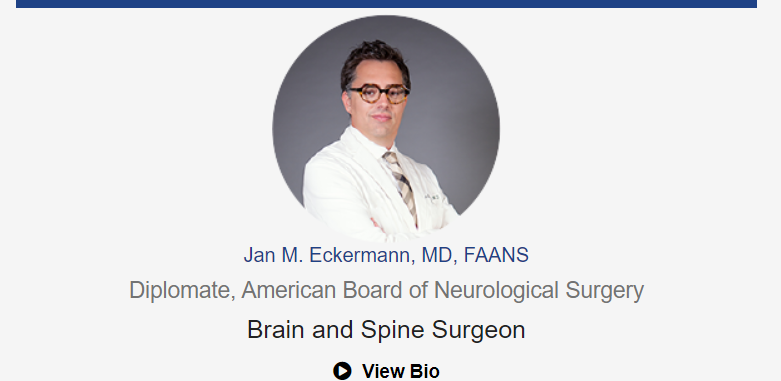 Jan M. Eckermann, MD, FAANS
Diplomate, American Board of Neurological Surgery
Brain and Spine Surgeon
View Bio